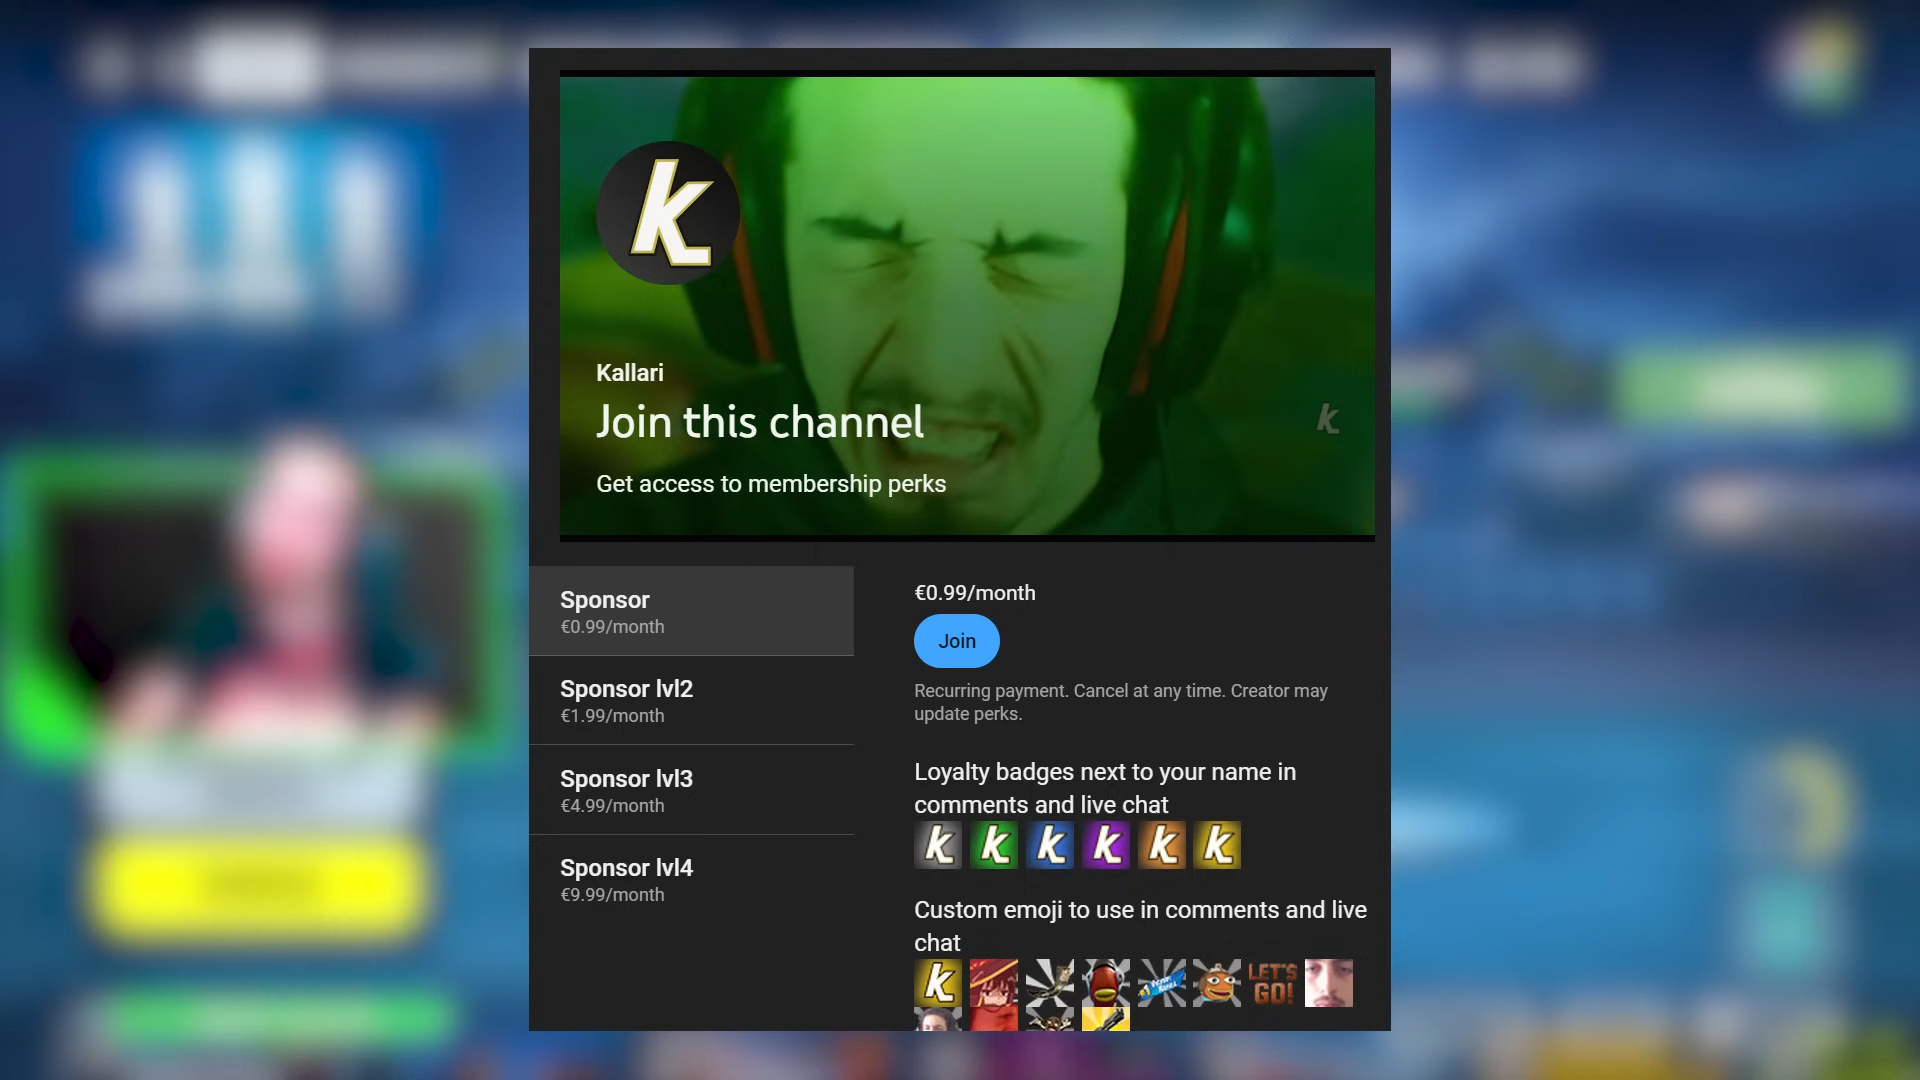 Kallari
Join this channel
Get access to membership perks
k
Sponsor
€0.99/month
Sponsor lvl2
€1.99/month
Sponsor lvl3
€4.99/month
Sponsor lvl4
€9.99/month
€0.99/month
Join
Recurring payment. Cancel at any time. Creator may
update perks.
Loyalty badges next to your name in
comments and live chat
k k k k k k
Custom emoji to use in comments and live
chat
k LET'S
GO!